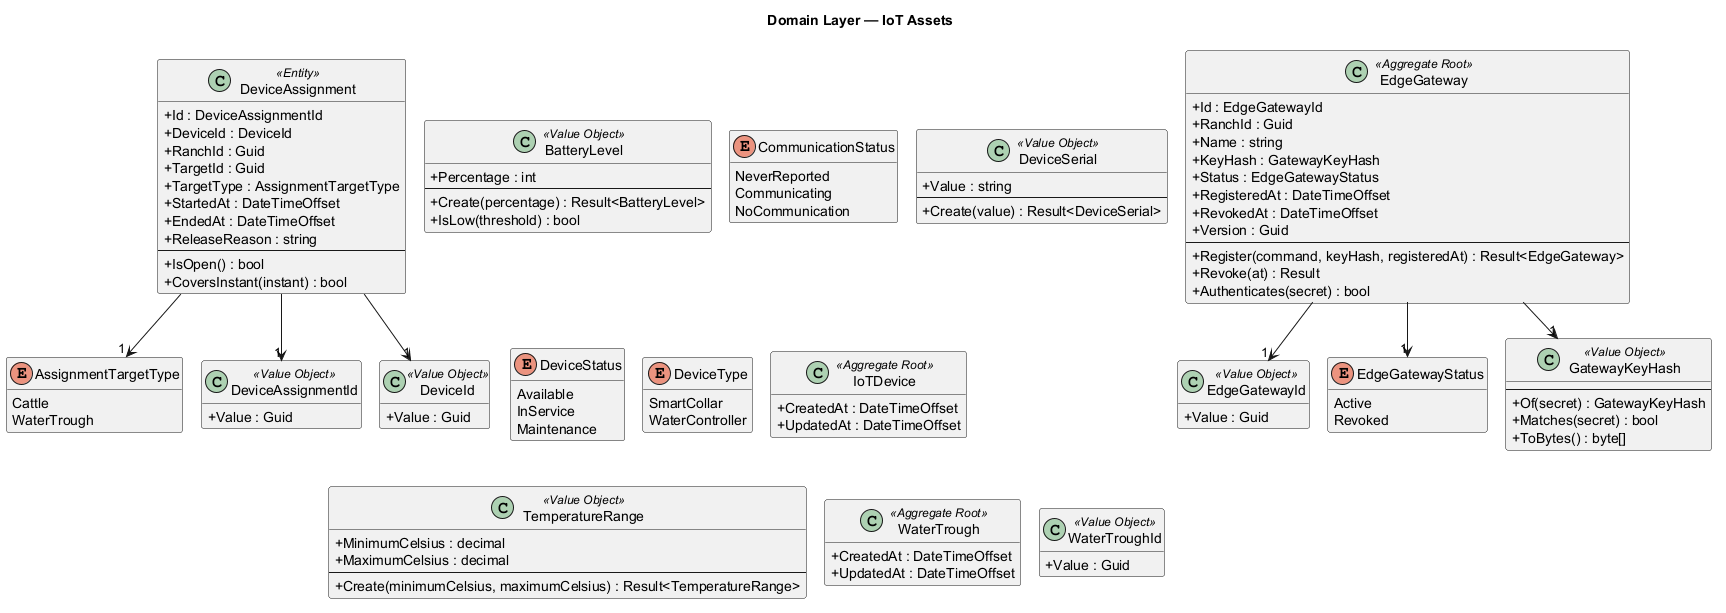 Domain Layer — IoT Assets
C
«Entity»
DeviceAssignment
+Id : DeviceAssignmentId
+DeviceId : DeviceId
+RanchId : Guid
+TargetId : Guid
+TargetType : AssignmentTargetType
+StartedAt : DateTimeOffset
+EndedAt : DateTimeOffset
+ReleaseReason : string
+IsOpen() : bool
+CoversInstant(instant) : bool
C
«Value Object»
BatteryLevel
+Percentage : int
+Create(percentage) : Result<BatteryLevel>
+IsLow(threshold) : bool
E
CommunicationStatus
NeverReported
Communicating
NoCommunication
C
«Value Object»
DeviceSerial
+Value : string
+Create(value) : Result<DeviceSerial>
C
«Aggregate Root»
EdgeGateway
+Id : EdgeGatewayId
+RanchId : Guid
+Name : string
+KeyHash : GatewayKeyHash
+Status : EdgeGatewayStatus
+RegisteredAt : DateTimeOffset
+RevokedAt : DateTimeOffset
+Version : Guid
+Register(command, keyHash, registeredAt) : Result<EdgeGateway>
+Revoke(at) : Result
+Authenticates(secret) : bool
1
1
1
1
1
1
E
AssignmentTargetType
Cattle
WaterTrough
C
«Value Object»
DeviceAssignmentId
+Value : Guid
C
«Value Object»
DeviceId
+Value : Guid
E
DeviceStatus
Available
InService
Maintenance
E
DeviceType
SmartCollar
WaterController
C
«Aggregate Root»
IoTDevice
+CreatedAt : DateTimeOffset
+UpdatedAt : DateTimeOffset
C
«Value Object»
EdgeGatewayId
+Value : Guid
E
EdgeGatewayStatus
Active
Revoked
C
«Value Object»
GatewayKeyHash
+Of(secret) : GatewayKeyHash
+Matches(secret) : bool
+ToBytes() : byte[]
C
«Value Object»
TemperatureRange
+MinimumCelsius : decimal
+MaximumCelsius : decimal
+Create(minimumCelsius, maximumCelsius) : Result<TemperatureRange>
C
«Aggregate Root»
WaterTrough
+CreatedAt : DateTimeOffset
+UpdatedAt : DateTimeOffset
C
«Value Object»
WaterTroughId
+Value : Guid